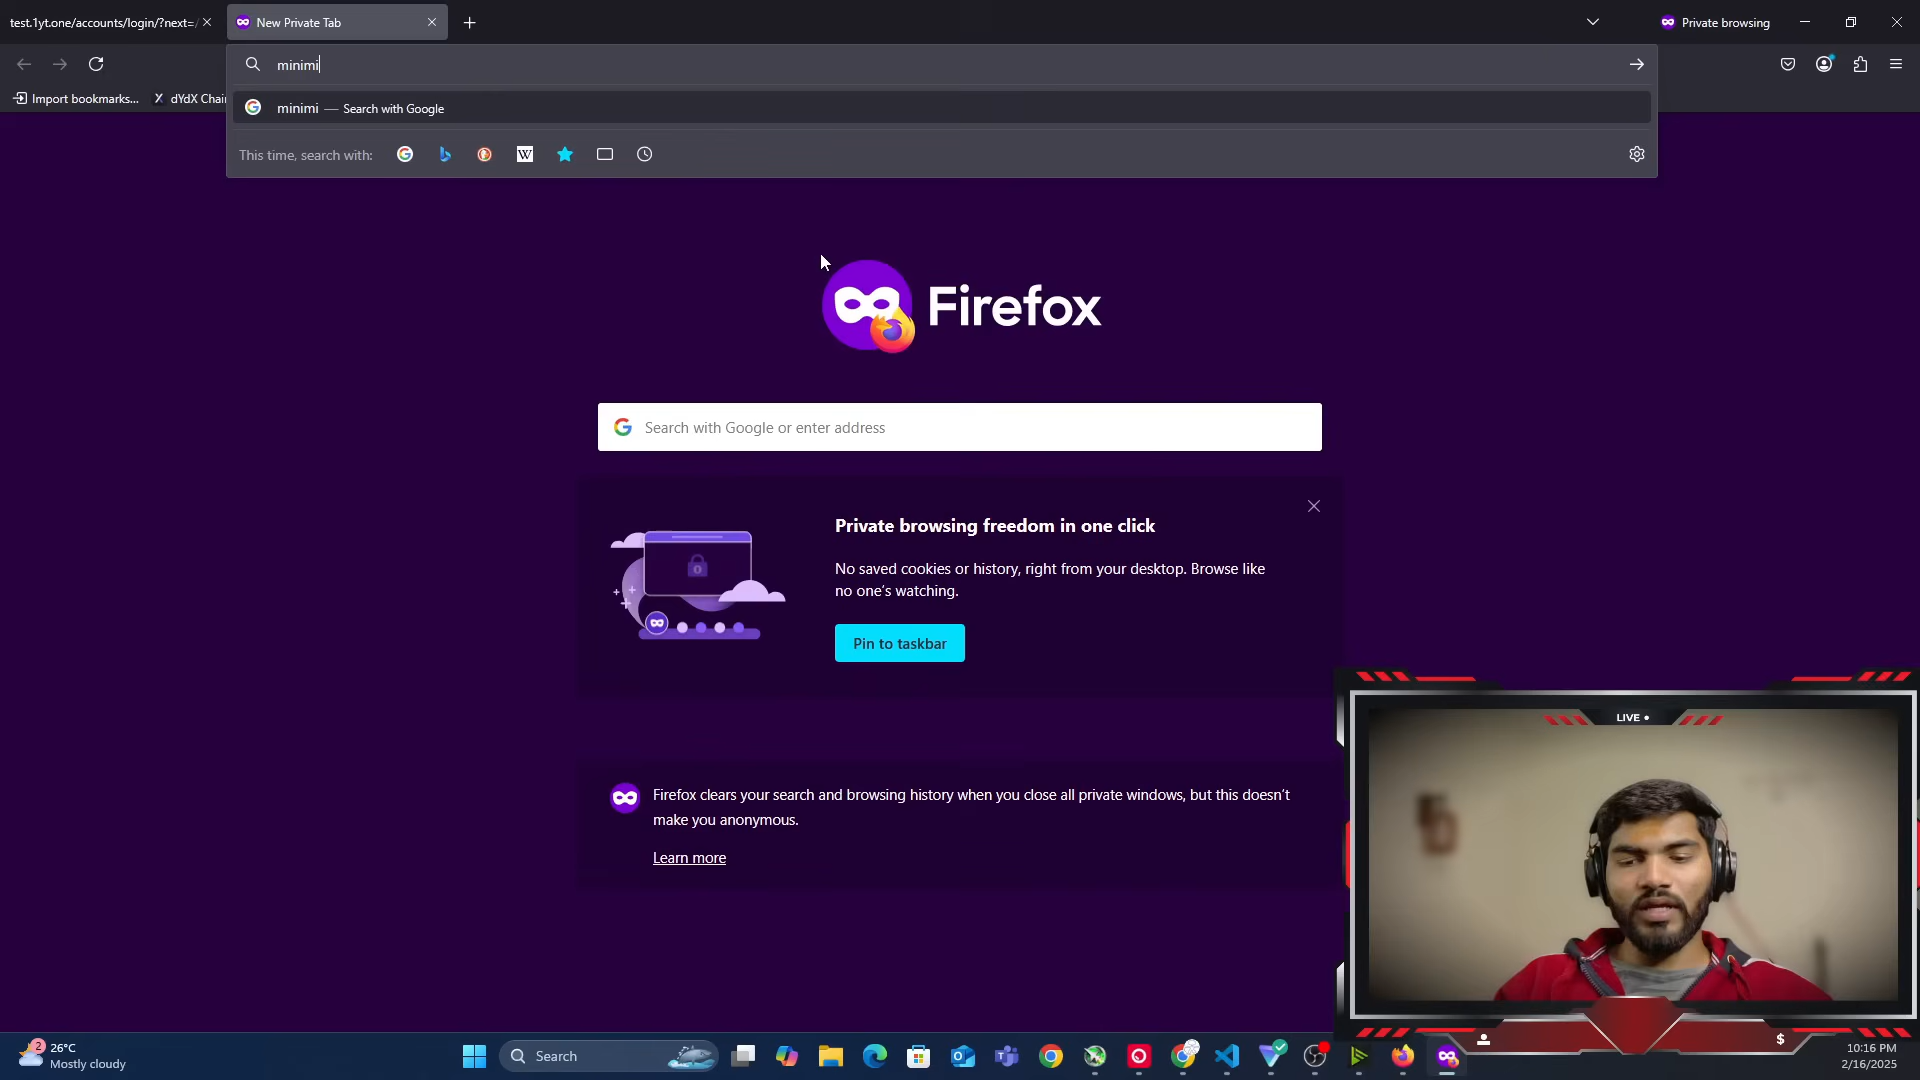 test.1yt.one/accounts/login/?next=
New Private Tab
Private browsing
minimi
Import bookmarks...
dYdX Chai
minimi — Search with Google
This time, search with:
W
Firefox
Search with Google or enter address
Private browsing freedom in one click
No saved cookies or history, right from your desktop. Browse like
no one's watching.
Pin to taskbar
Firefox clears your search and browsing history when you close all private windows, but this doesn't
make you anonymous.
Learn more
LIVE
$
2
26°C
Mostly cloudy
Search
10:16 PM
2/16/2025